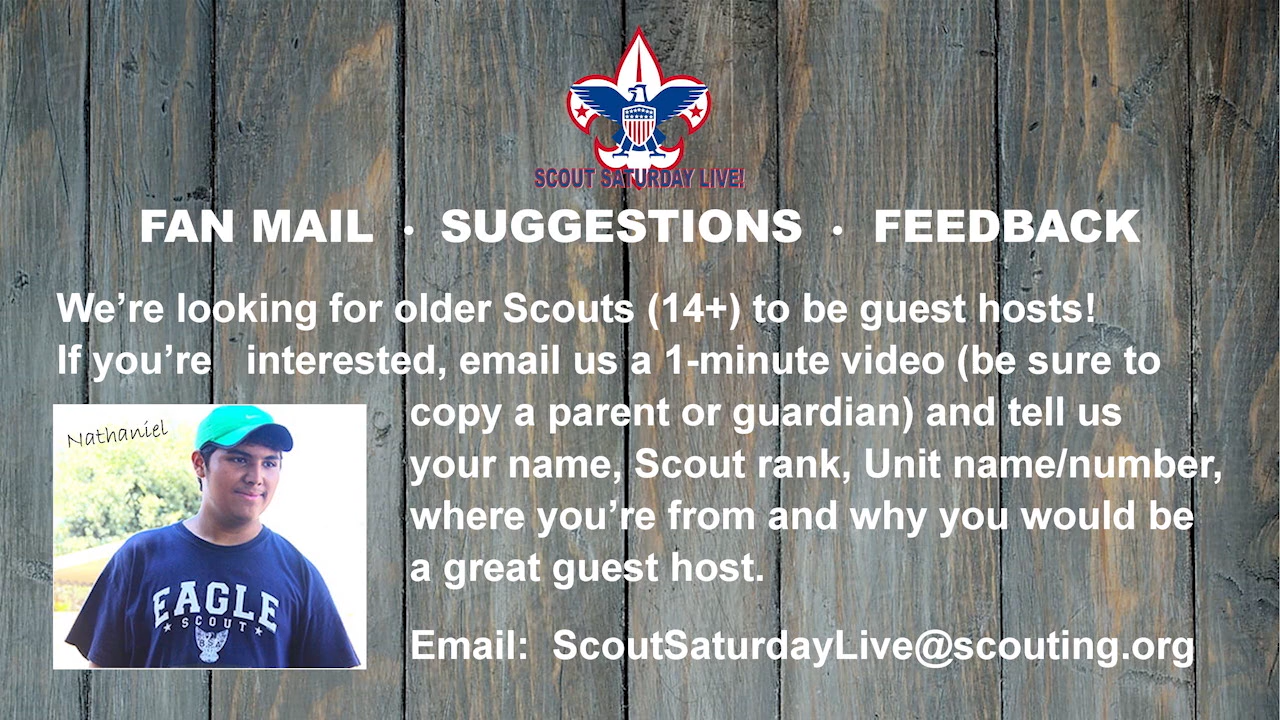 SCOUT SATURDAY LIVE!
FAN MAIL • SUGGESTIONS • FEEDBACK
We’re looking for older Scouts (14+) to be guest hosts!
If you’re interested, email us a 1-minute video (be sure to
copy a parent or guardian) and tell us
your name, Scout rank, Unit name/number,
where you’re from and why you would be
a great guest host.
Email: ScoutSaturdayLive@scouting.org
Nathaniel
EAGLE
SCOUT